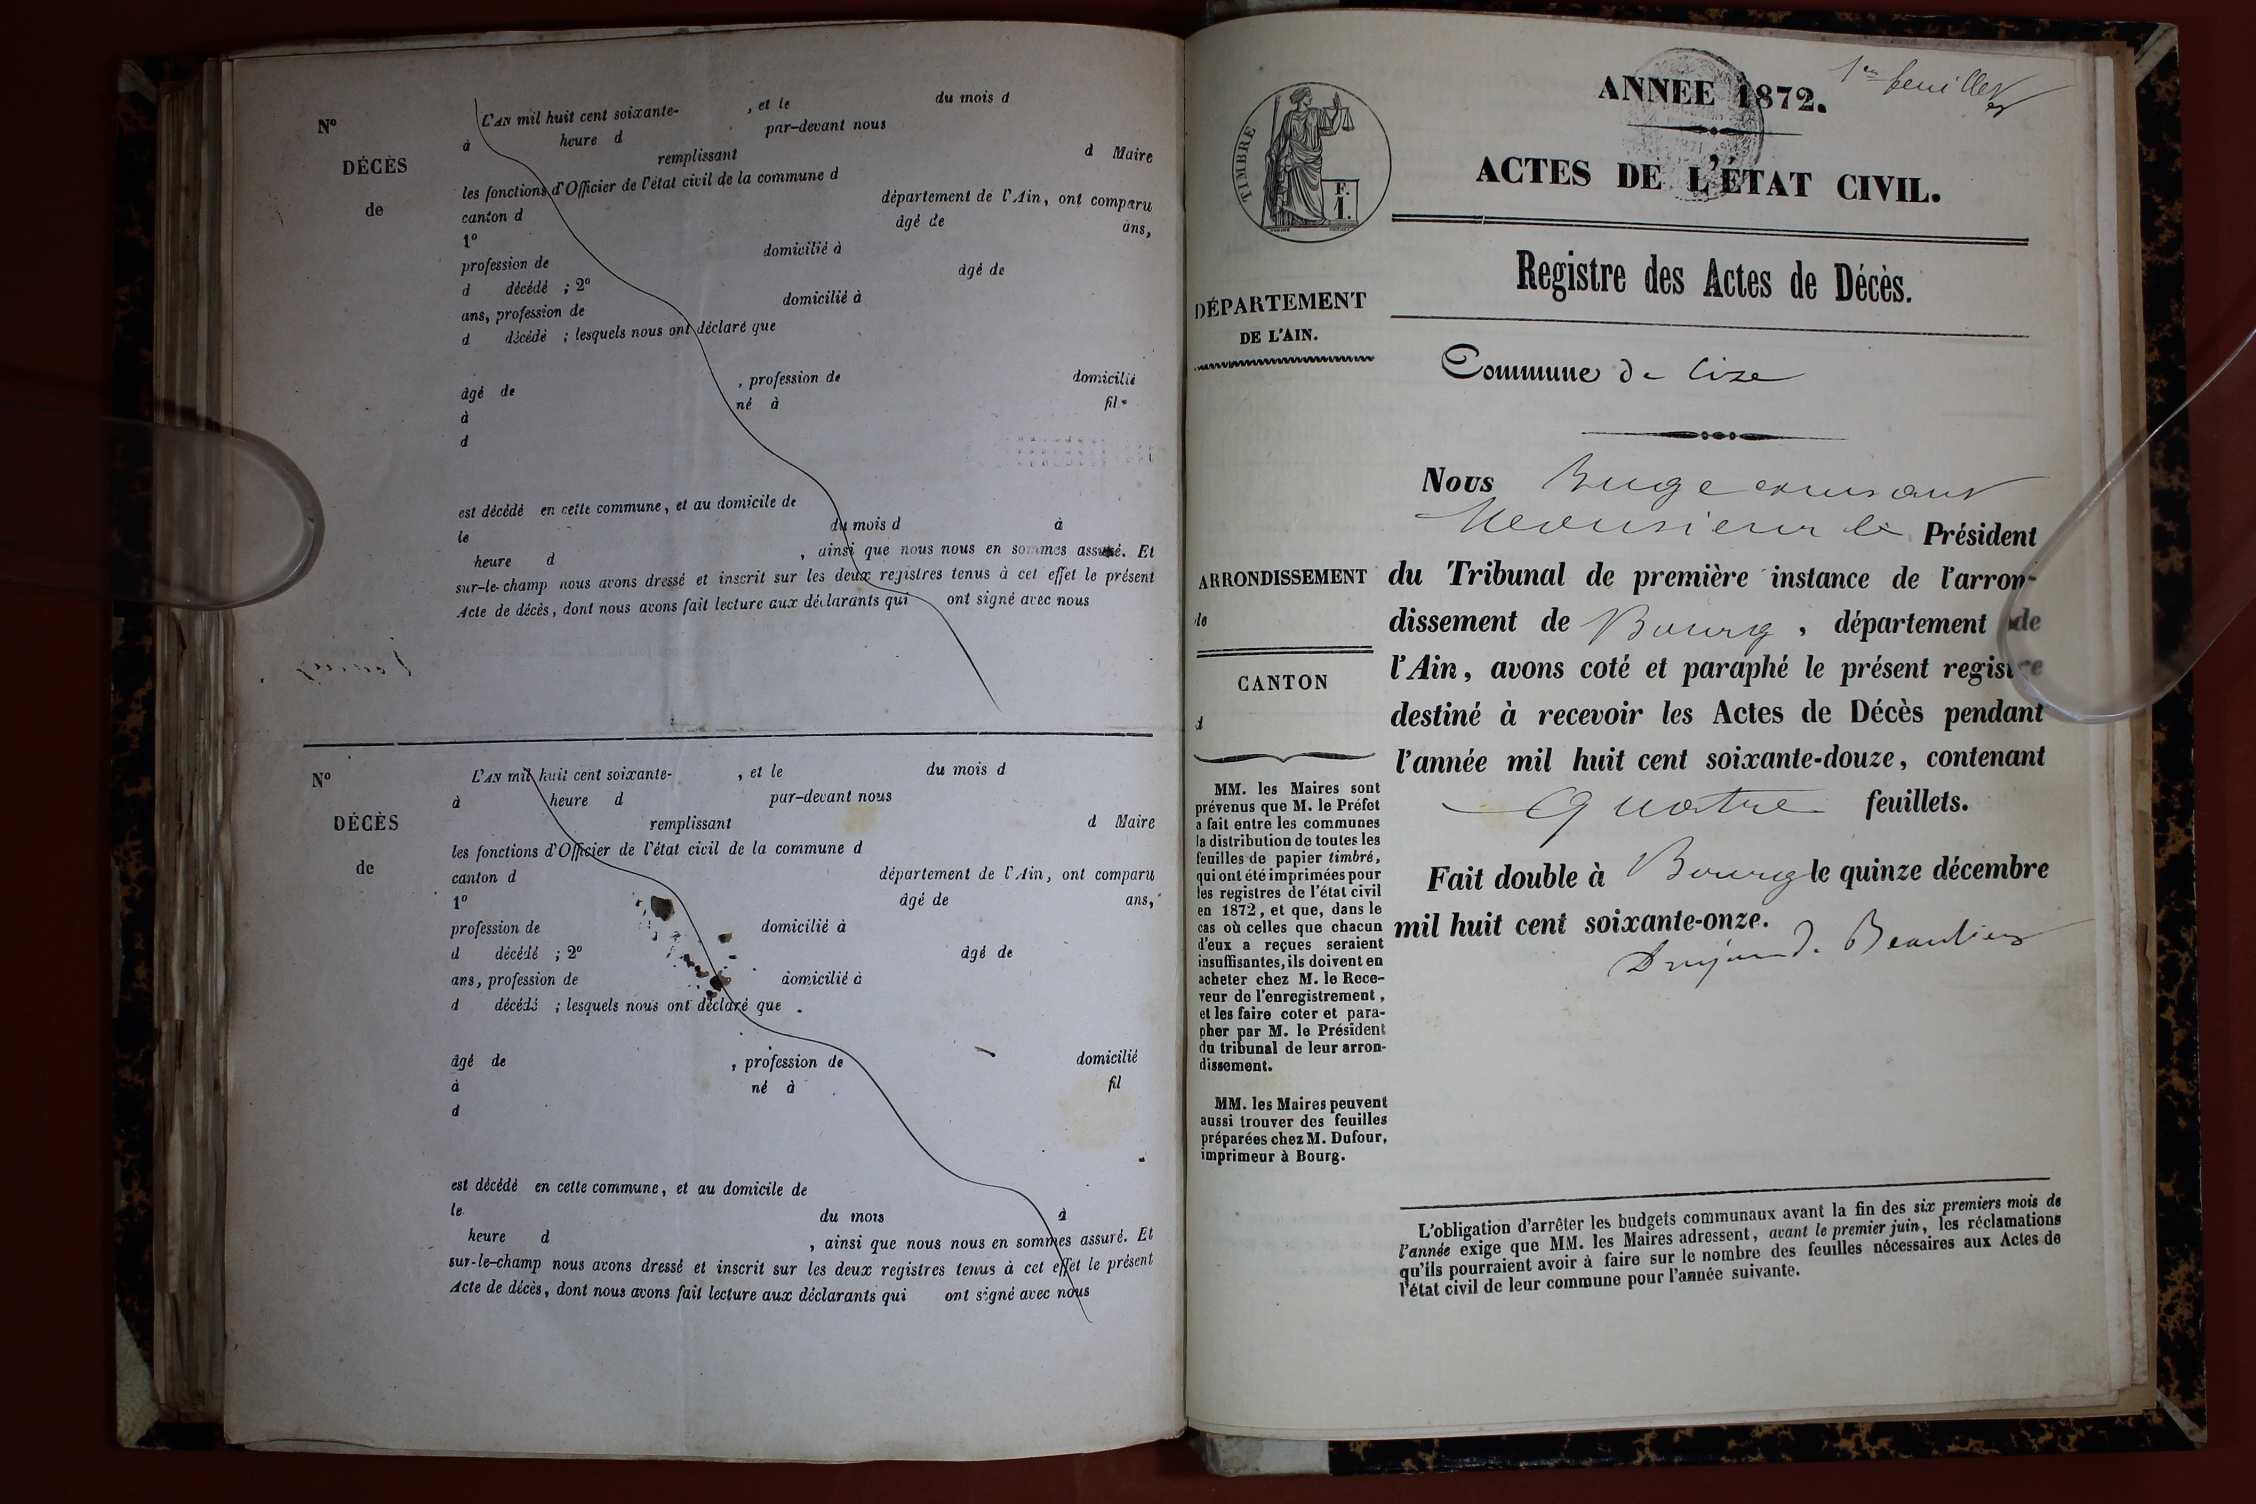 N°
DÉCÈS
de
L'AN mil huit cent soixante- , et le du mois d
à heure d par-devant nous
remplissant d Maire
les fonctions d'Officier de l'état civil de la commune d
canton d département de l'Ain, ont comparu
1° âgé de ans,
profession de domicilié à
d décédé ; 2° âgé de
ans, profession de domicilié à
d décédé ; lesquels nous ont déclaré que
âgé de , profession de domicilié
à né à fil
d
est décédé en cette commune, et au domicile de
le du mois d à
heure d , ainsi que nous nous en sommes assuré. Et
sur-le-champ nous avons dressé et inscrit sur les deux registres tenus à cet effet le présent
Acte de décès, dont nous avons fait lecture aux déclarants qui ont signé avec nous
N°
DÉCÈS
de
L'AN mil huit cent soixante- , et le du mois d
à heure d par-devant nous
remplissant d Maire
les fonctions d'Officier de l'état civil de la commune d
canton d département de l'Ain, ont comparu
1° âgé de ans,
profession de domicilié à
d décédé ; 2° âgé de
ans, profession de domicilié à
d décédé ; lesquels nous ont déclaré que
âgé de , profession de domicilié
à né à fil
d
est décédé en cette commune, et au domicile de
le du mois à
heure d , ainsi que nous nous en sommes assuré. Et
sur-le-champ nous avons dressé et inscrit sur les deux registres tenus à cet effet le présent
Acte de décès, dont nous avons fait lecture aux déclarants qui ont signé avec nous
1er feuillet
TIMBRE
F.
1.
ANNEE 1872.
ACTES DE L'ÉTAT CIVIL.
Registre des Actes de Décès.
DÉPARTEMENT
DE L'AIN.
Commune de Cize
ARRONDISSEMENT
de
CANTON
d
MM. les Maires sont
prévenus que M. le Préfet
a fait entre les communes
la distribution de toutes les
feuilles de papier timbré,
qui ont été imprimées pour
les registres de l'état civil
en 1872, et que, dans le
cas où celles que chacun
d'eux a reçues seraient
insuffisantes, ils doivent en
acheter chez M. le Rece-
veur de l'enregistrement,
et les faire coter et para-
pher par M. le Président
du tribunal de leur arron-
dissement.
MM. les Maires peuvent
aussi trouver des feuilles
préparées chez M. Dufour,
imprimeur à Bourg.
Nous Juge
Monsieur le Président
du Tribunal de première instance de l'arron-
dissement de Bourg, département de
l'Ain, avons coté et paraphé le présent registre
destiné à recevoir les Actes de Décès pendant
l'année mil huit cent soixante-douze, contenant
quatre feuillets.
Fait double à Bourg le quinze décembre
mil huit cent soixante-onze.
L'obligation d'arrêter les budgets communaux avant la fin des six premiers mois de
l'année exige que MM. les Maires adressent, avant le premier juin, les réclamations
qu'ils pourraient avoir à faire sur le nombre des feuilles nécessaires aux Actes de
l'état civil de leur commune pour l'année suivante.